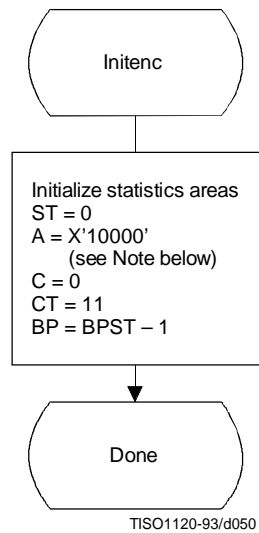 Initenc
Initialize statistics areas
ST = 0
A = X'10000'
(see Note below)
C = 0
CT = 11
BP = BPST – 1
Done
TISO1120-93/d050